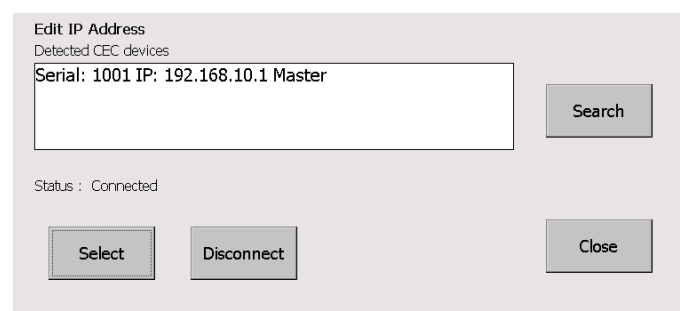 Edit IP Address
Detected CEC devices
Serial: 1001 IP: 192.168.10.1 Master
Search
Status : Connected
Select
Disconnect
Close